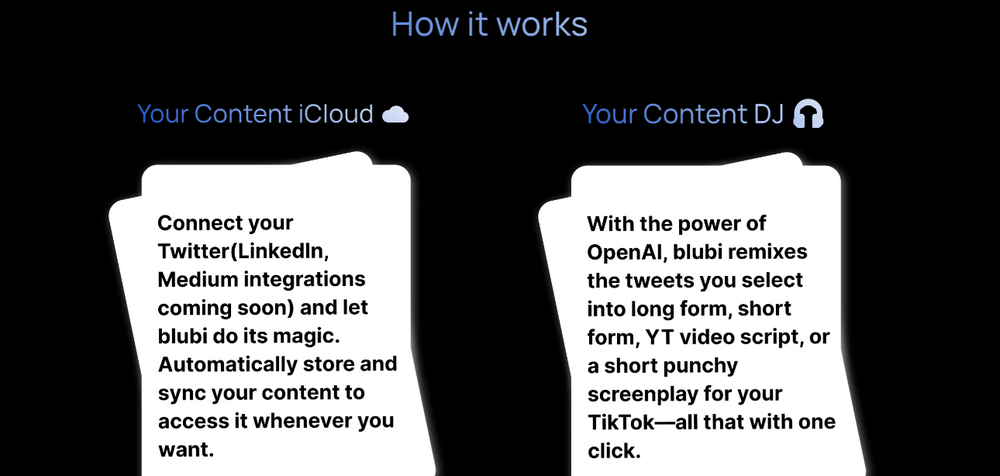 How it works
Your Content iCloud
Connect your
Twitter(LinkedIn,
Medium integrations
coming soon) and let
blubi do its magic.
Automatically store and
sync your content to
access it whenever you
want.
Your Content DJ
With the power of
OpenAI, blubi remixes
the tweets you select
into long form, short
form, YT video script, or
a short punchy
screenplay for your
TikTok—all that with one
click.